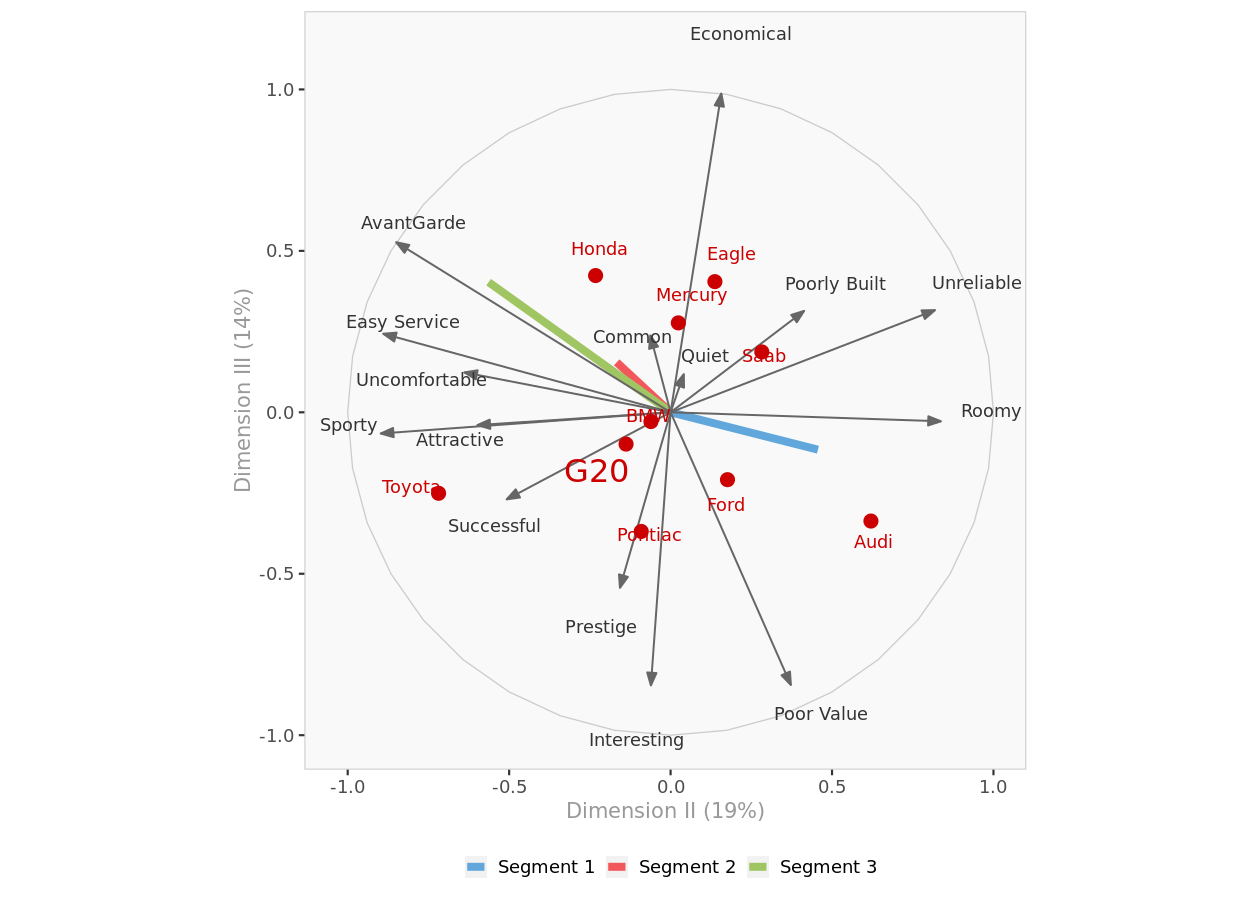 Economical
1.0
AvantGarde
Honda
Eagle
0.5
Poorly Built
Unreliable
Mercury
Easy Service
Common
Quiet
Saab
Uncomfortable
0.0
BMW
Roomy
Sporty
Attractive
G20
Toyota
Ford
Successful
Pontiac
Audi
-0.5
Prestige
Poor Value
-1.0
Interesting
Dimension III (14%)
-1.0 -0.5 0.0 0.5 1.0
Dimension II (19%)
Segment 1 Segment 2 Segment 3